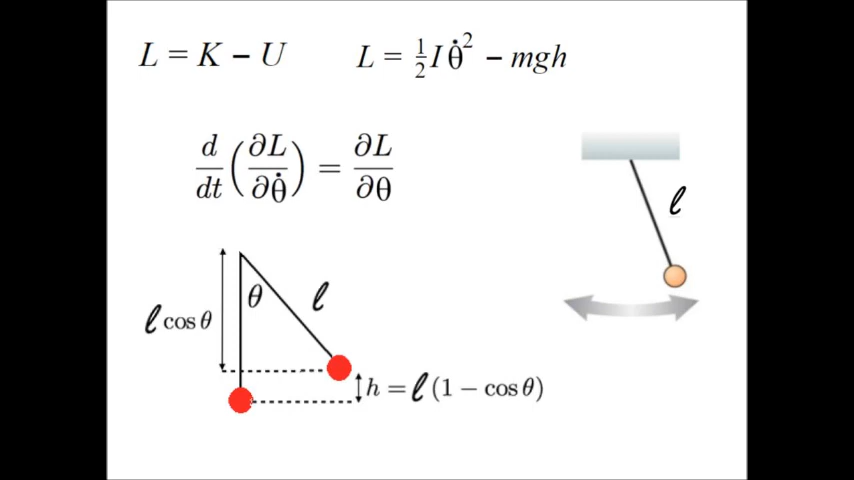 L = K − U
L = ½Iθ̇² − mgh
d/dt (∂L/∂θ̇) = ∂L/∂θ
ℓ
θ
ℓ
ℓ cos θ
h = ℓ(1 − cos θ)